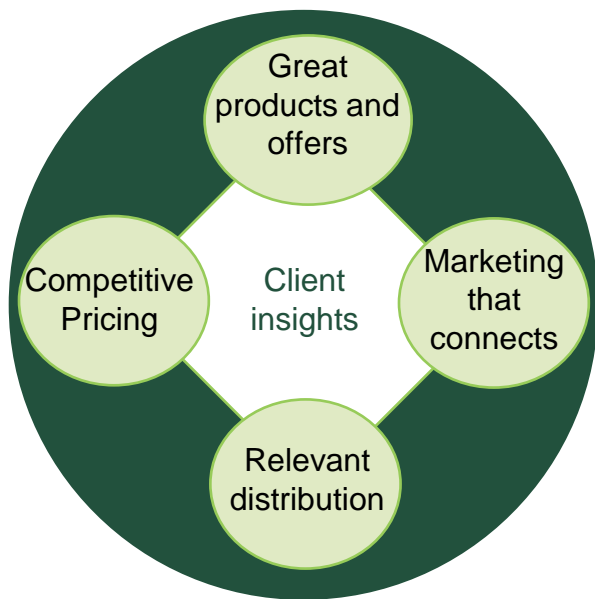 Great
products and
offers
Competitive
Pricing
Client
insights
Marketing
that
connects
Relevant
distribution